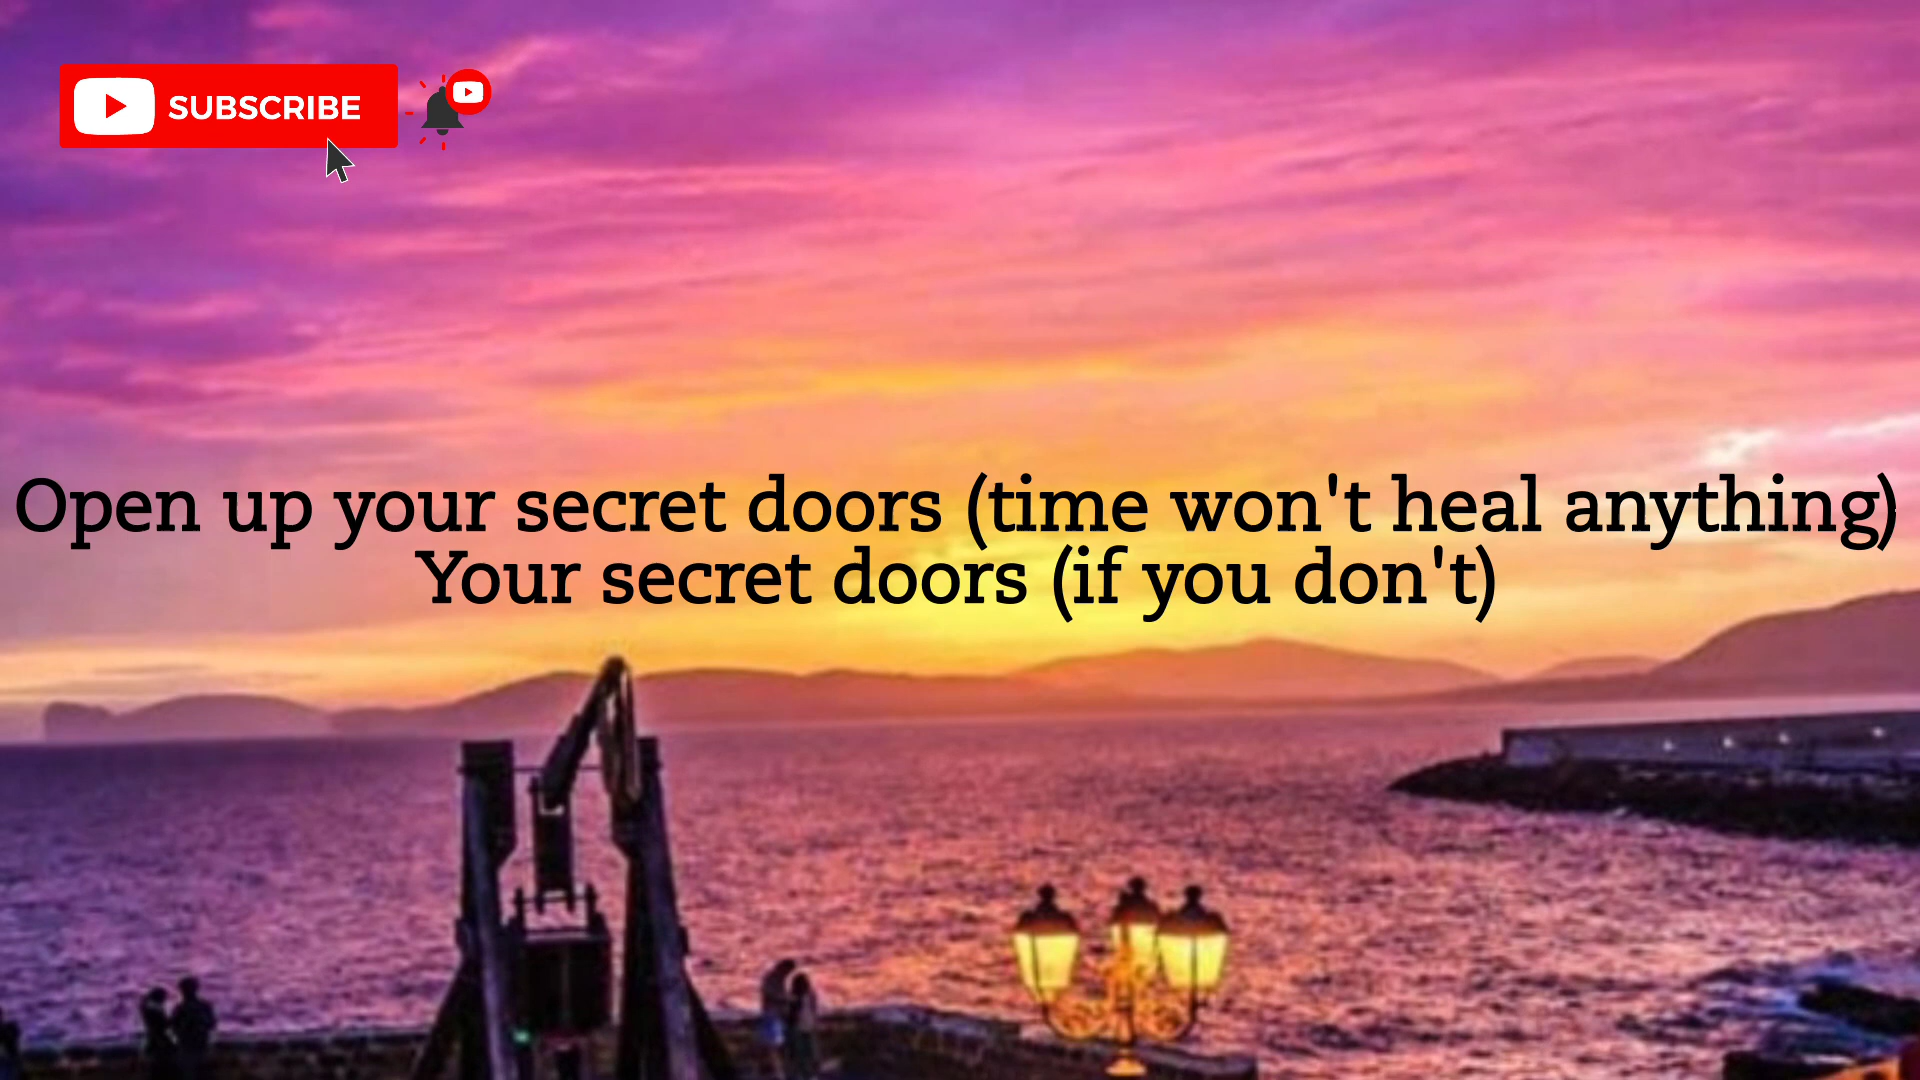 SUBSCRIBE
Open up your secret doors (time won't heal anything)
Your secret doors (if you don't)